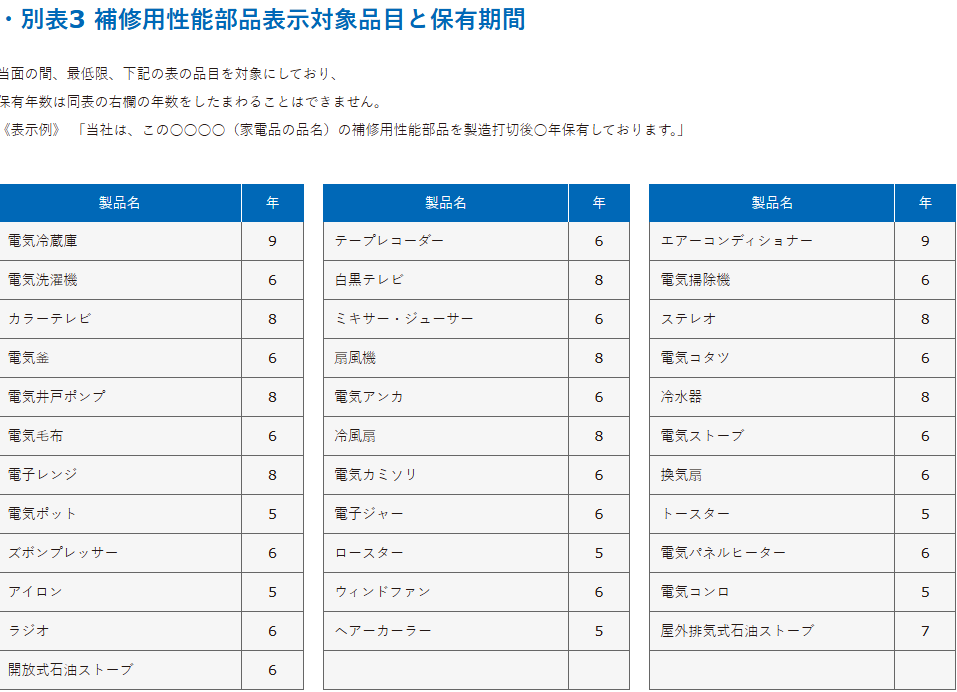 ・別表3 補修用性能部品表示対象品目と保有期間
当面の間、最低限、下記の表の品目を対象にしており、
保有年数は同表の右欄の年数をしたまわることはできません。
《表示例》 「当社は、この〇〇〇〇（家電品の品名）の補修用性能部品を製造打切後〇年保有しております。」
製品名 年
電気冷蔵庫 9
電気洗濯機 6
カラーテレビ 8
電気釜 6
電気井戸ポンプ 8
電気毛布 6
電子レンジ 8
電気ポット 5
ズボンプレッサー 6
アイロン 5
ラジオ 6
開放式石油ストーブ 6
製品名 年
テープレコーダー 6
白黒テレビ 8
ミキサー・ジューサー 6
扇風機 8
電気アンカ 6
冷風扇 8
電気カミソリ 6
電子ジャー 6
ロースター 5
ウィンドファン 6
ヘアーカーラー 5
製品名 年
エアーコンディショナー 9
電気掃除機 6
ステレオ 8
電気コタツ 6
冷水器 8
電気ストーブ 6
換気扇 6
トースター 5
電気パネルヒーター 6
電気コンロ 5
屋外排気式石油ストーブ 7